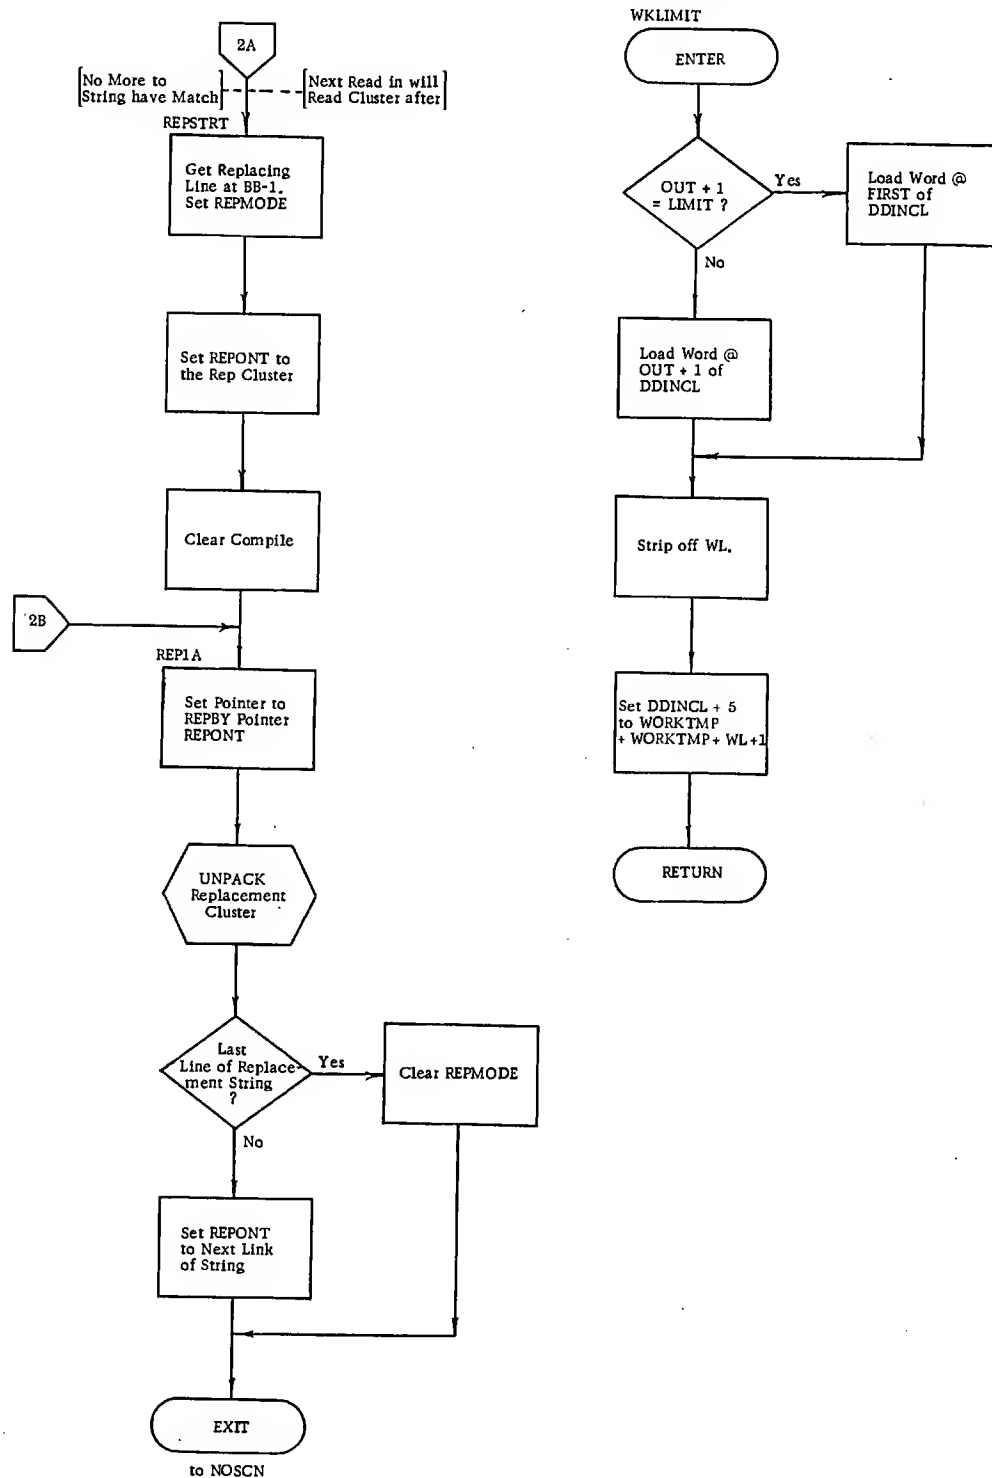 2A
[No More to
String have Match]
[Next Read in will
Read Cluster after]
REPSTRT
Get Replacing
Line at BB-1.
Set REPMODE
Set REPONT to
the Rep Cluster
Clear Compile
2B
REP1A
Set Pointer to
REPBY Pointer
REPONT
UNPACK
Replacement
Cluster
Last
Line of Replace-
ment String
?
Yes
Clear REPMODE
No
Set REPONT
to Next Link
of String
EXIT
to NOSCN
WKLIMIT
ENTER
OUT + 1
= LIMIT ?
Yes
Load Word @
FIRST of
DDINCL
No
Load Word @
OUT + 1 of
DDINCL
Strip off WL.
Set DDINCL + 5
to WORKTMP
+ WORKTMP + WL +1
RETURN